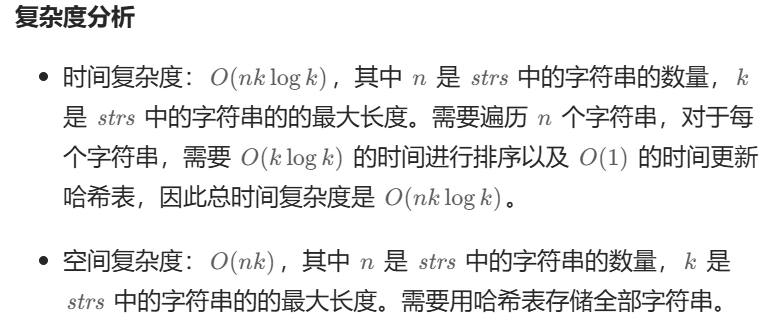 复杂度分析
时间复杂度：O(nk log k)，其中 n 是 strs 中的字符串的数量，k
是 strs 中的字符串的的最大长度。需要遍历 n 个字符串，对于每
个字符串，需要 O(k log k) 的时间进行排序以及 O(1) 的时间更新
哈希表，因此总时间复杂度是 O(nk log k)。
空间复杂度：O(nk)，其中 n 是 strs 中的字符串的数量，k 是
strs 中的字符串的的最大长度。需要用哈希表存储全部字符串。